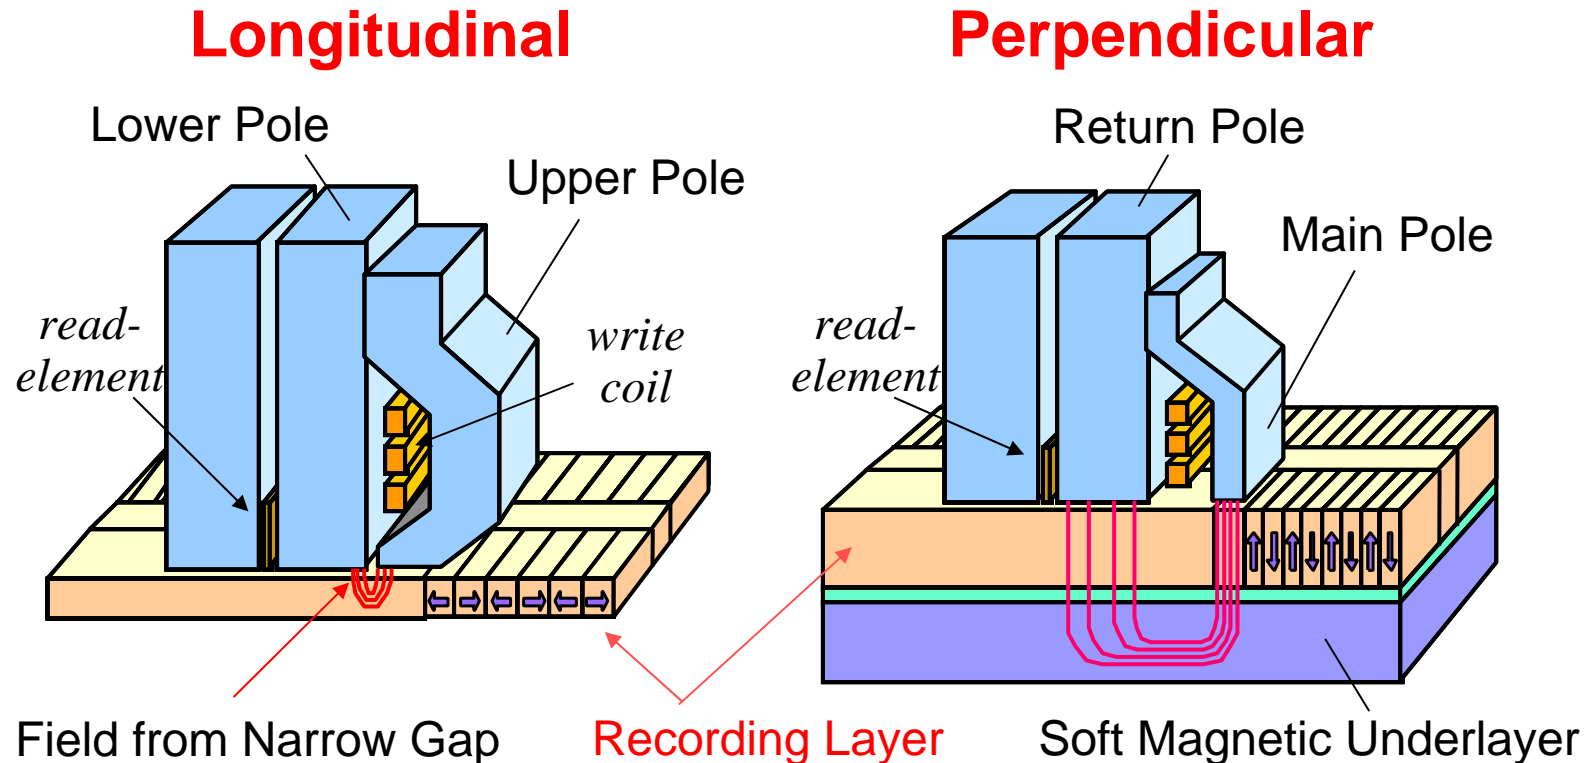 Longitudinal
Perpendicular
Lower Pole
Return Pole
Upper Pole
Main Pole
read-
element
write
coil
read-
element
Field from Narrow Gap
Recording Layer
Soft Magnetic Underlayer